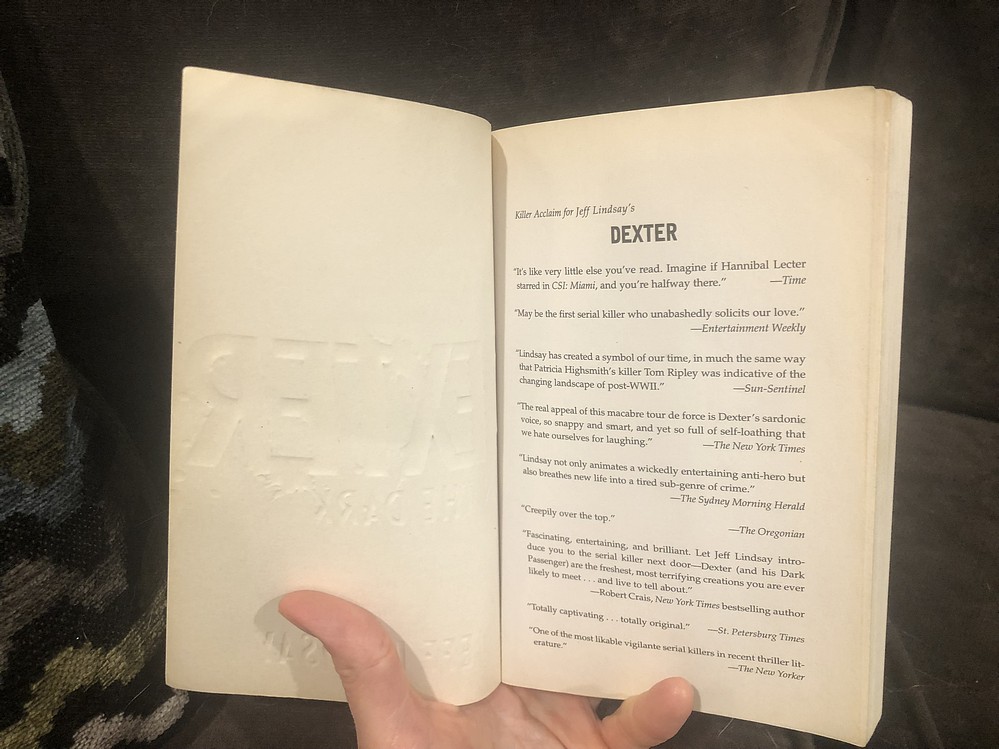 Killer Acclaim for Jeff Lindsay's
DEXTER
"It's like very little else you've read. Imagine if Hannibal Lecter
starred in CSI: Miami, and you're halfway there." —Time
"May be the first serial killer who unabashedly solicits our love."
—Entertainment Weekly
"Lindsay has created a symbol of our time, in much the same way
that Patricia Highsmith's killer Tom Ripley was indicative of the
changing landscape of post-WWII." —Sun-Sentinel
"The real appeal of this macabre tour de force is Dexter's sardonic
voice, so snappy and smart, and yet so full of self-loathing that
we hate ourselves for laughing." —The New York Times
"Lindsay not only animates a wickedly entertaining anti-hero but
also breathes new life into a tired sub-genre of crime."
—The Sydney Morning Herald
"Creepily over the top." —The Oregonian
"Fascinating, entertaining, and brilliant. Let Jeff Lindsay intro-
duce you to the serial killer next door—Dexter (and his Dark
Passenger) are the freshest, most terrifying creations you are ever
likely to meet . . . and live to tell about."
—Robert Crais, New York Times bestselling author
"Totally captivating . . . totally original." —St. Petersburg Times
"One of the most likable vigilante serial killers in recent thriller lit-
erature." —The New Yorker